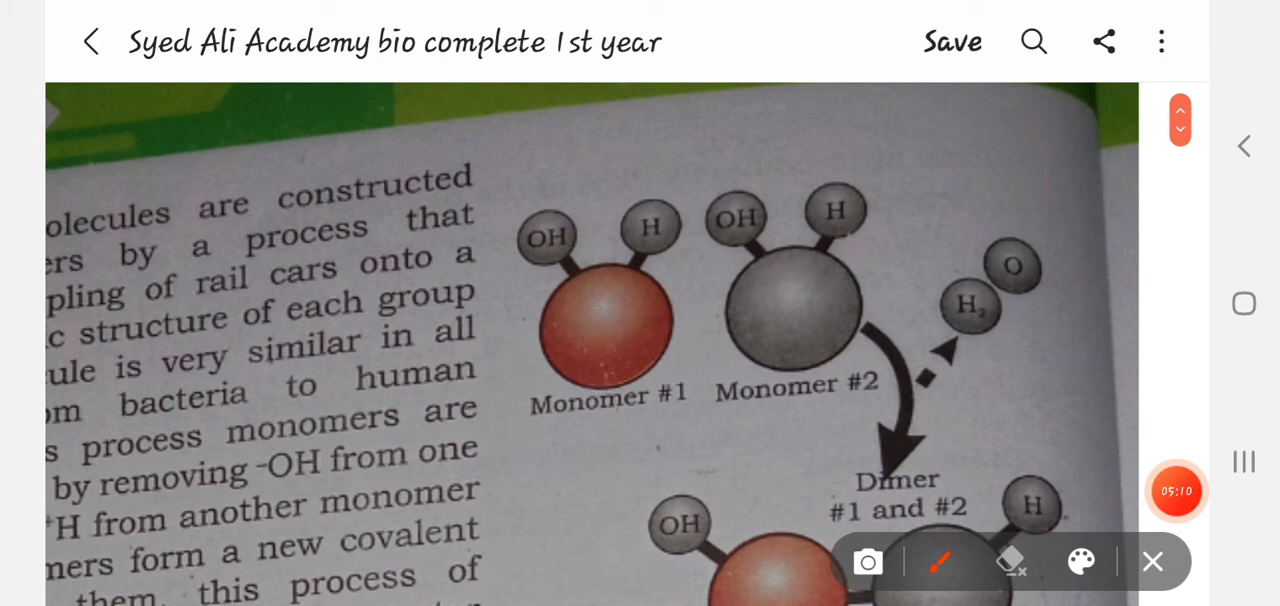 Syed Ali Academy bio complete 1st year
Save
olecules are constructed
ers by a process that
pling of rail cars onto a
c structure of each group
ule is very similar in all
om bacteria to human
s process monomers are
by removing -OH from one
+H from another monomer
mers form a new covalent
them, this process of
OH
H
OH
H
O
H₂
Monomer #1
Monomer #2
Dimer
#1 and #2
OH
H
05:10